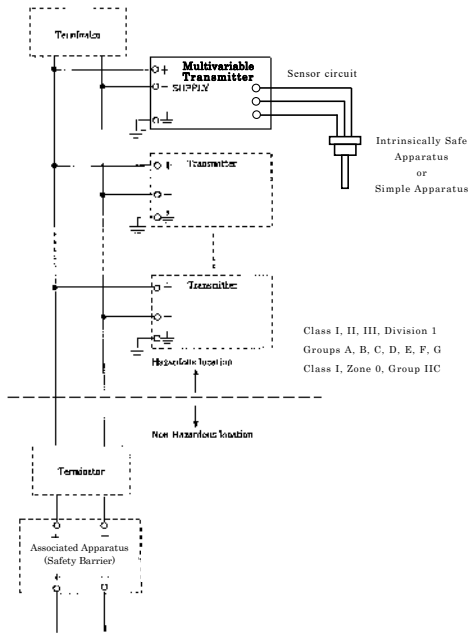 Terminator
Multivariable
Transmitter
+
− SUPPLY
Sensor circuit
Intrinsically Safe
Apparatus
or
Simple Apparatus
Transmitter
+
−
Transmitter
+
−
Class I, II, III, Division 1
Groups A, B, C, D, E, F, G
Class I, Zone 0, Group IIC
Hazardous location
Non Hazardous location
Terminator
+ −
Associated Apparatus
(Safety Barrier)
+